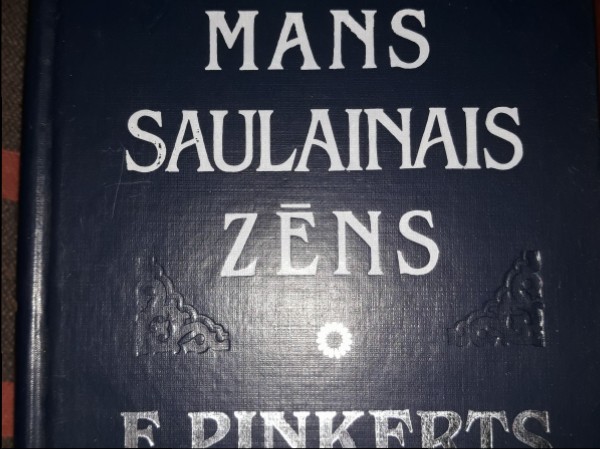 MANS
SAULAINAIS
ZĒNS
E. PINKERTS